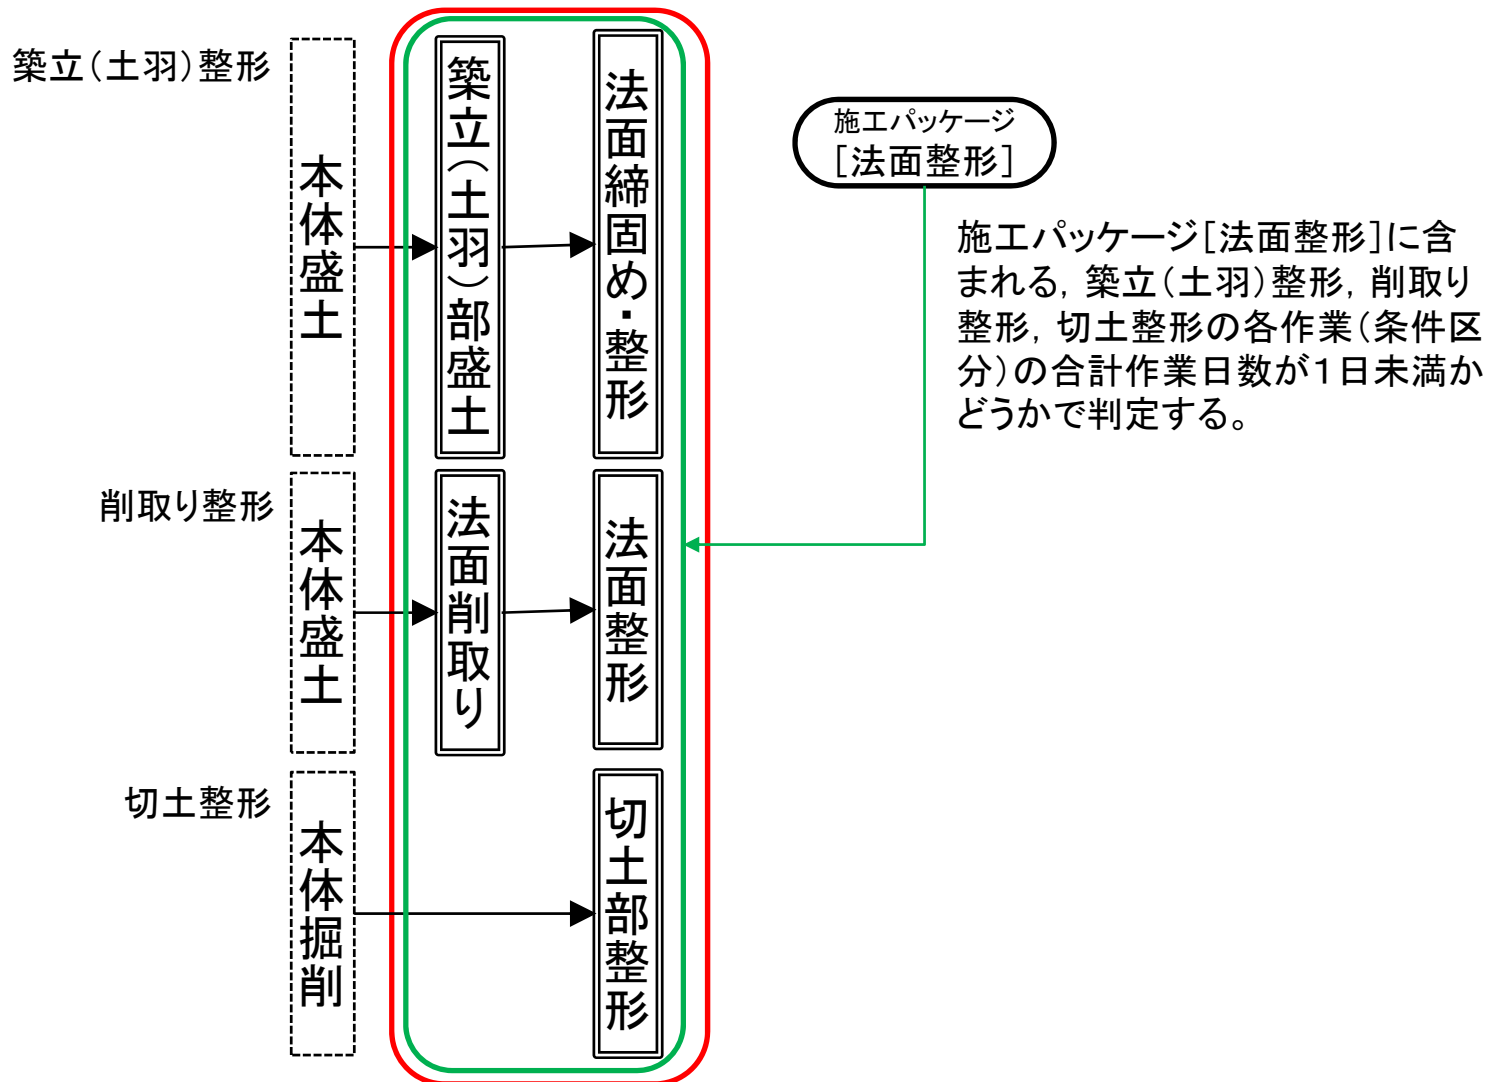 築立(土羽)整形
本体盛土
築立(土羽)部盛土
法面締固め・整形
削取り整形
本体盛土
法面削取り
法面整形
切土整形
本体掘削
切土部整形
施工パッケージ
[法面整形]
施工パッケージ[法面整形]に含
まれる，築立(土羽)整形，削取り
整形，切土整形の各作業(条件区
分)の合計作業日数が１日未満か
どうかで判定する。